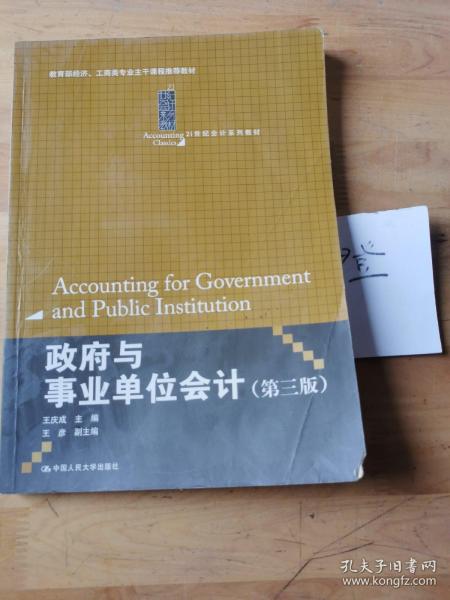 教育部经济、工商类专业主干课程推荐教材
Accounting
Classics
21世纪会计系列教材
Accounting for Government
and Public Institution
政府与
事业单位会计（第三版）
王庆成 主 编
王 彦 副主编
中国人民大学出版社
孔夫子旧书网
www.kongfz.com